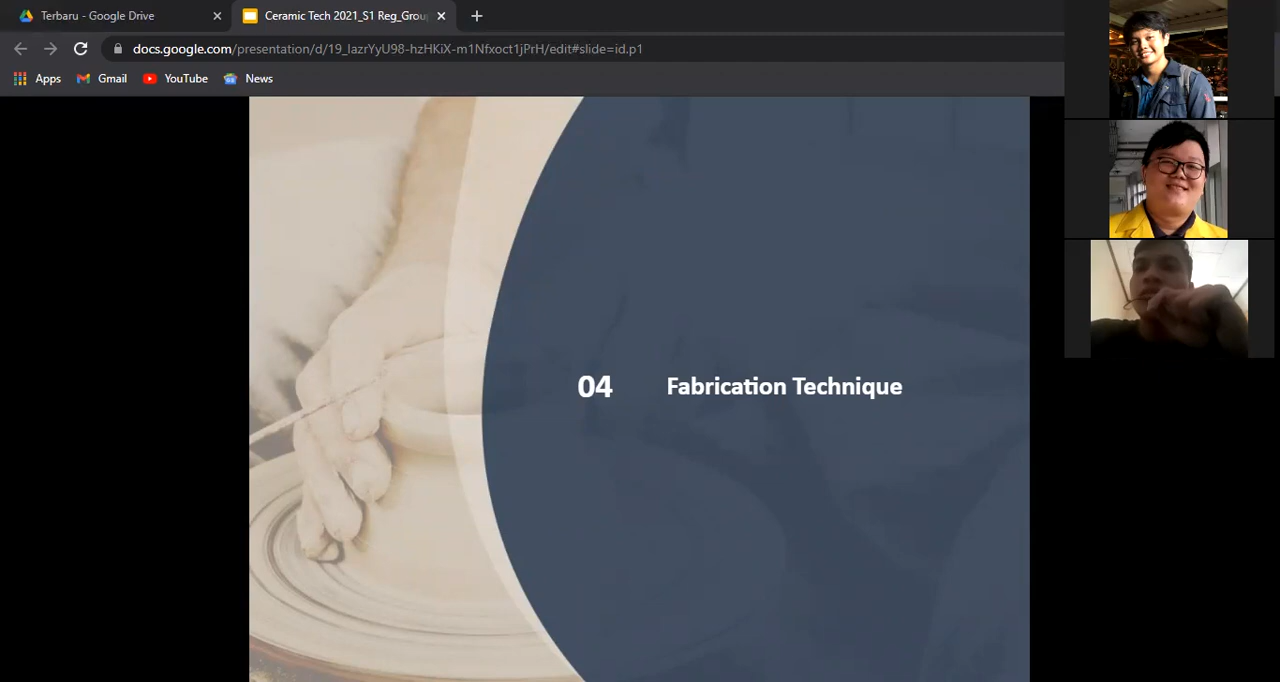 Terbaru - Google Drive
Ceramic Tech 2021_S1 Reg_Grou
docs.google.com/presentation/d/19_lazrYyU98-hzHKiX-m1Nfxoct1jPrH/edit#slide=id.p1
Apps
Gmail
YouTube
News
04 Fabrication Technique